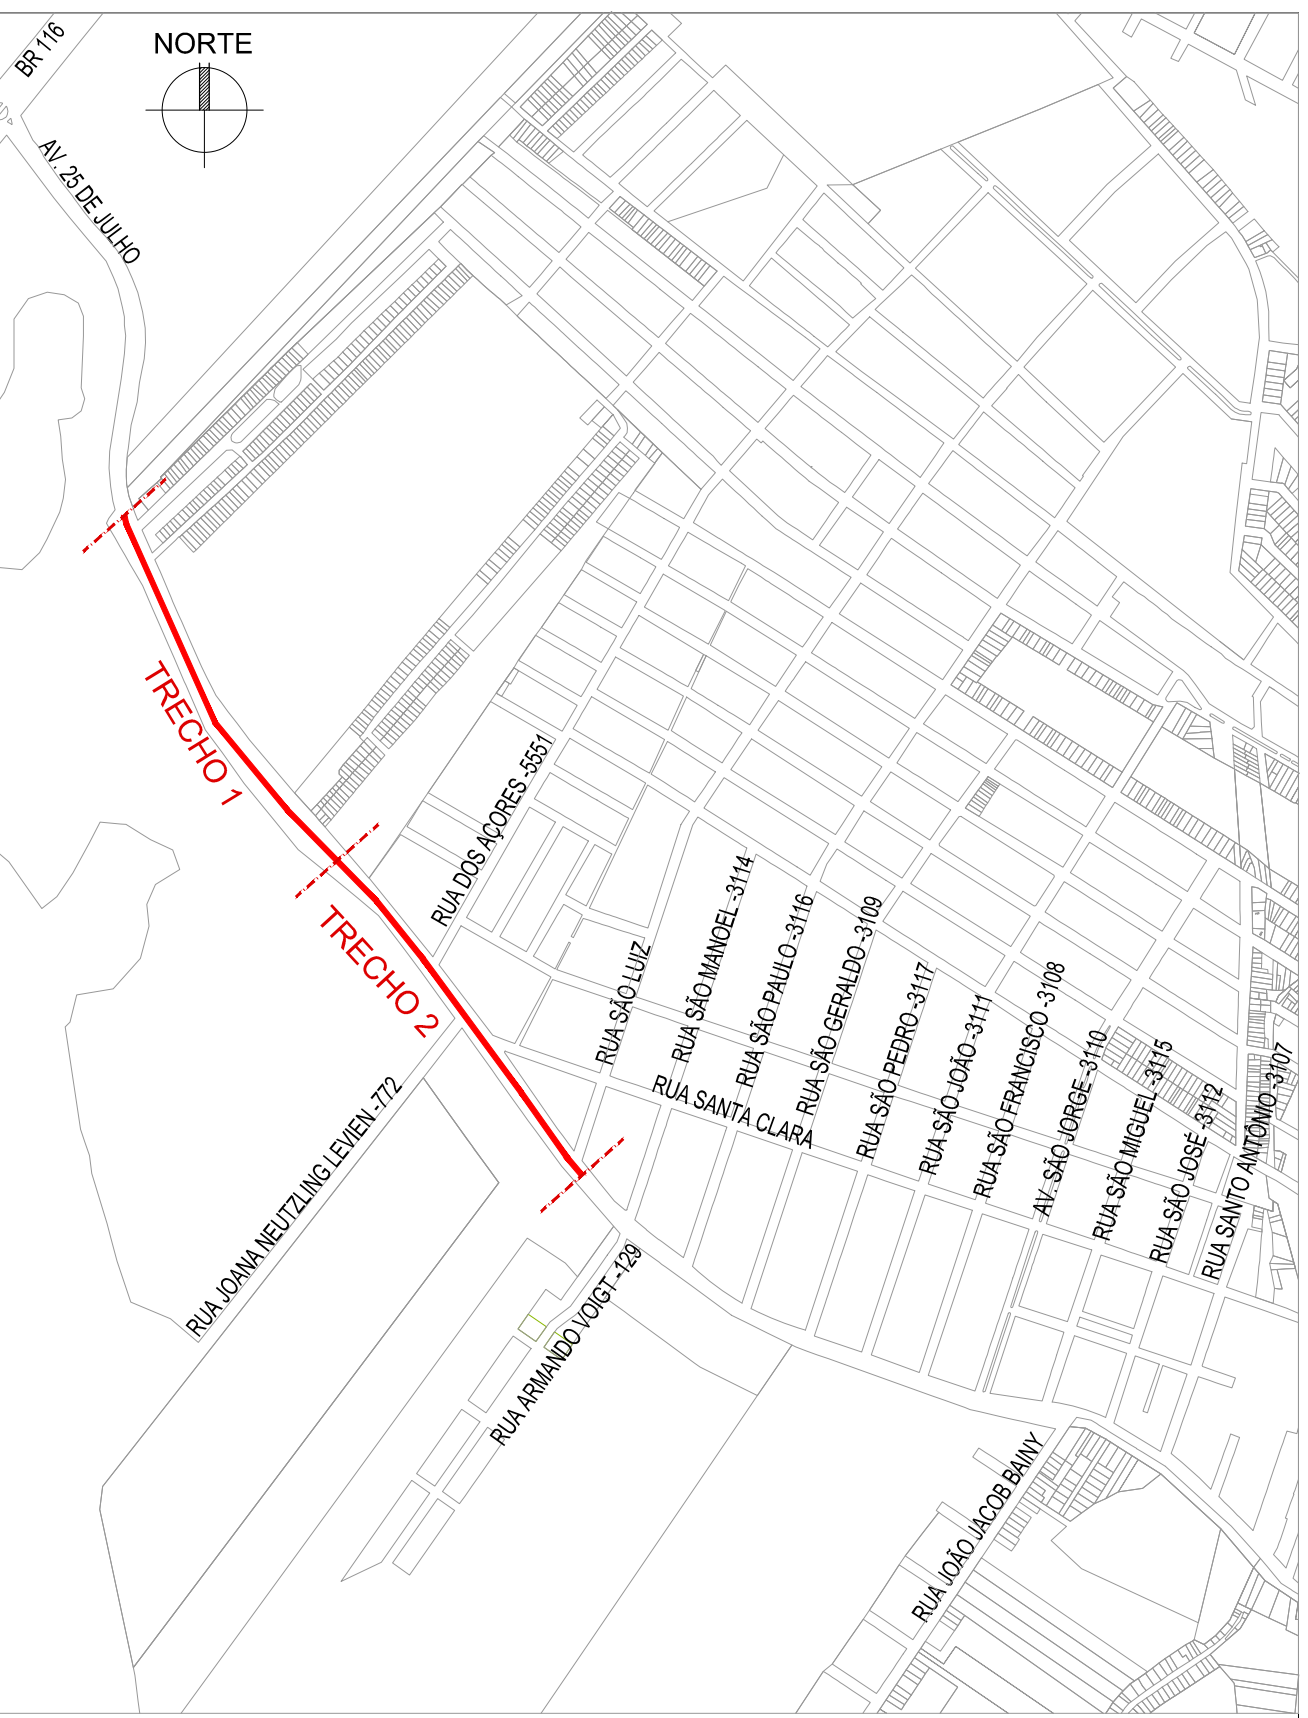 BR 116
NORTE
AV. 25 DE JULHO
TRECHO 1
TRECHO 2
RUA DOS AÇORES -5551
RUA SÃO LUIZ
RUA SÃO MANOEL -3114
RUA SÃO PAULO -3116
RUA SÃO GERALDO -3109
RUA SÃO PEDRO -3117
RUA SÃO JOÃO -3111
RUA SÃO FRANCISCO -3108
AV. SÃO JORGE -3110
RUA SÃO MIGUEL -3115
RUA SÃO JOSÉ -3112
RUA SANTO ANTÔNIO -3107
RUA SANTA CLARA
RUA JOANA NEUTZLING LEVIEN -772
RUA ARMANDO VOIGT -129
RUA JOÃO JACOB BAINY